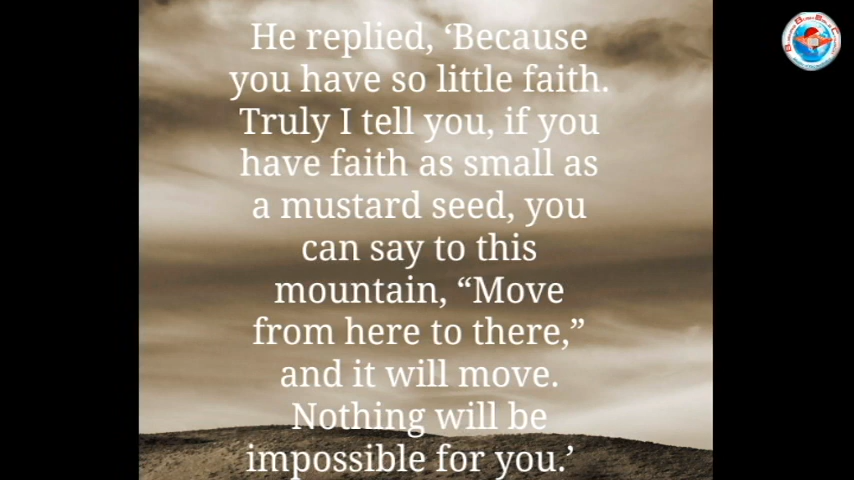 He replied, ‘Because
you have so little faith.
Truly I tell you, if you
have faith as small as
a mustard seed, you
can say to this
mountain, “Move
from here to there,”
and it will move.
Nothing will be
impossible for you.’